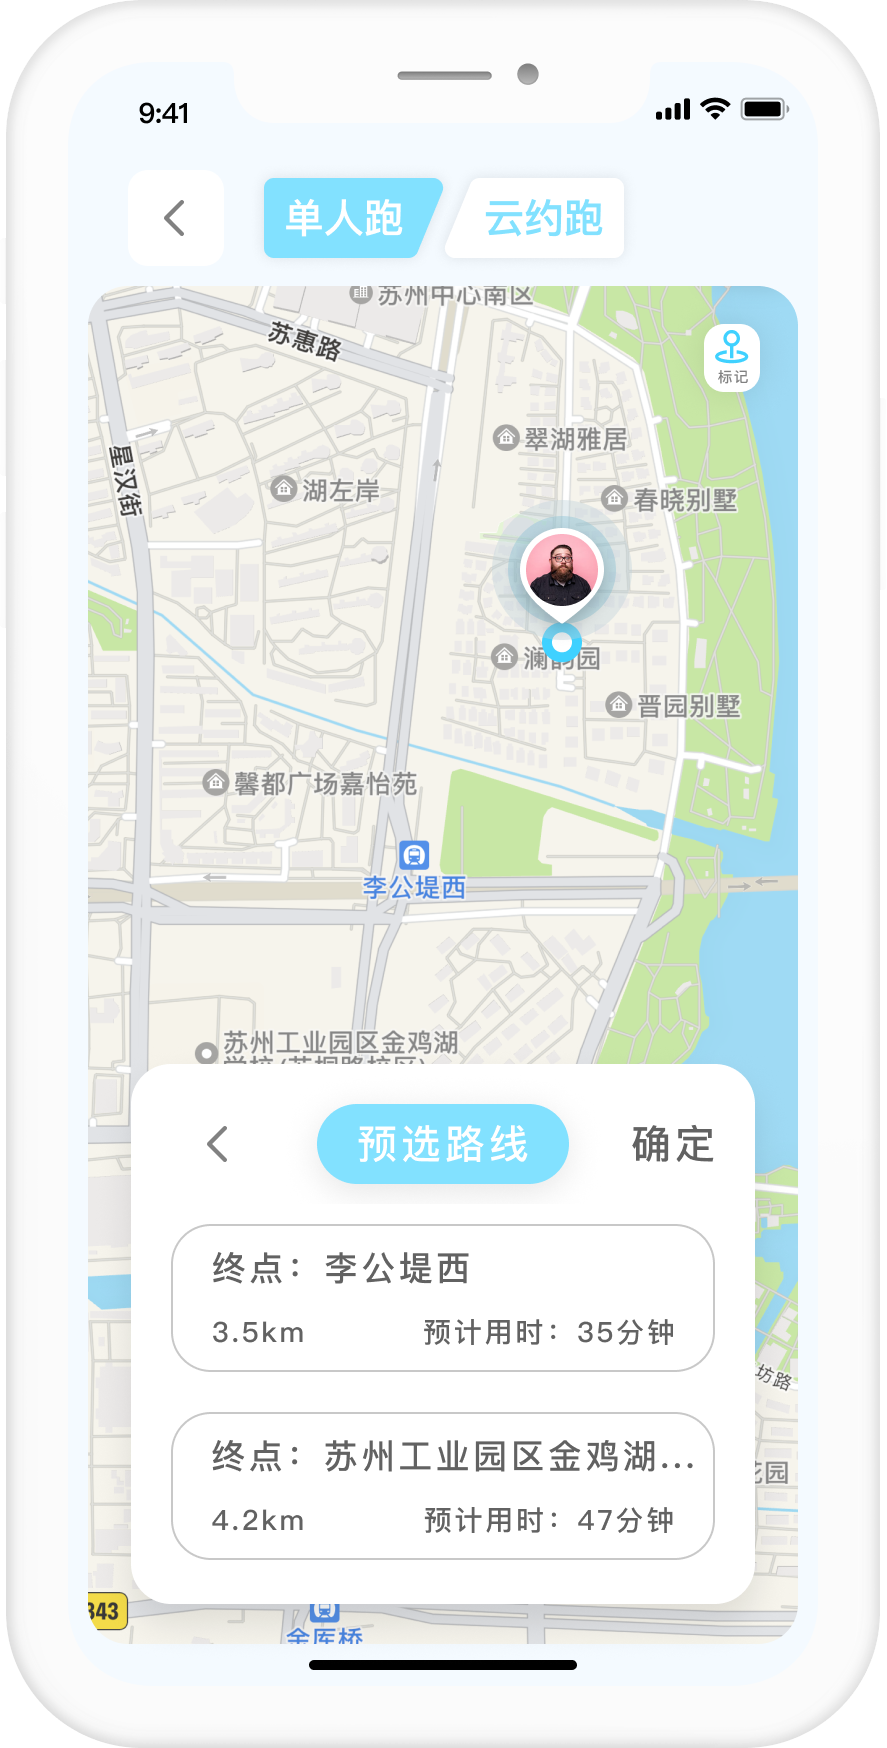 9:41
单人跑
云约跑
苏州中心南区
苏惠路
标记
翠湖雅居
星汉街
湖左岸
春晓别墅
澜韵园
晋园别墅
馨都广场嘉怡苑
李公堤西
苏州工业园区金鸡湖
预选路线
确定
终点：李公堤西
3.5km
预计用时：35分钟
坊路
终点：苏州工业园区金鸡湖...
花园
4.2km
预计用时：47分钟
343
金厍桥